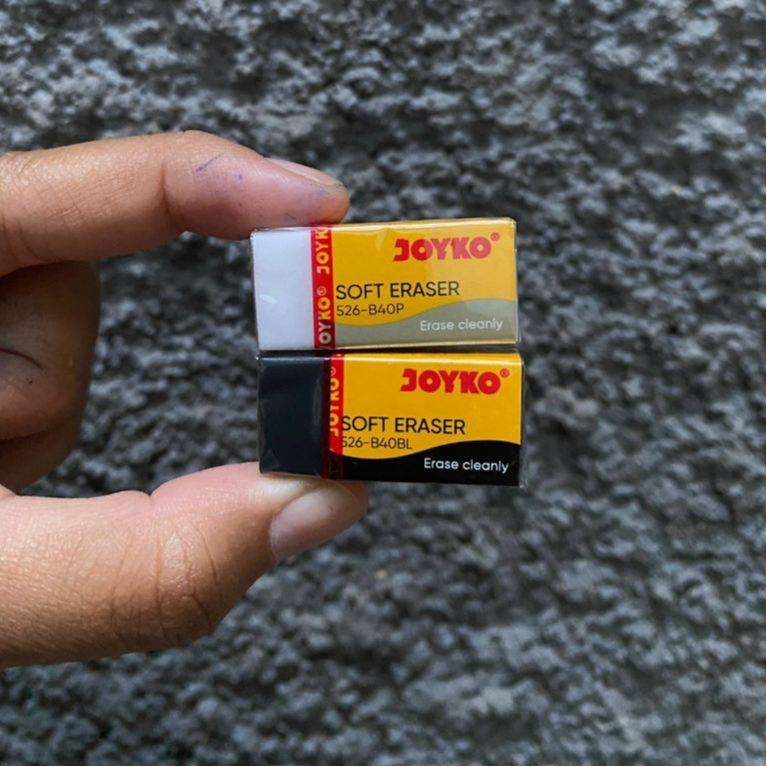 JOYKO®
SOFT ERASER
526-B40P
Erase cleanly
JOYKO®
JOYKO®
SOFT ERASER
526-B40BL
Erase cleanly
JOYKO®